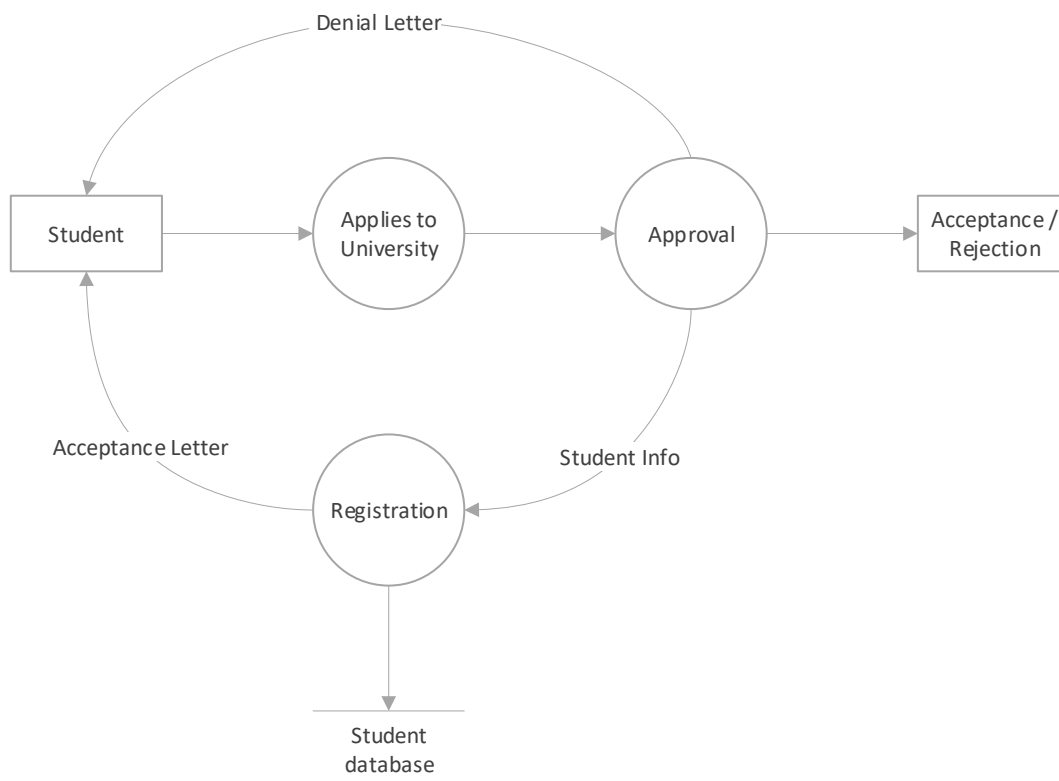 Denial Letter
Student
Applies to
University
Approval
Acceptance /
Rejection
Acceptance Letter
Student Info
Registration
Student
database